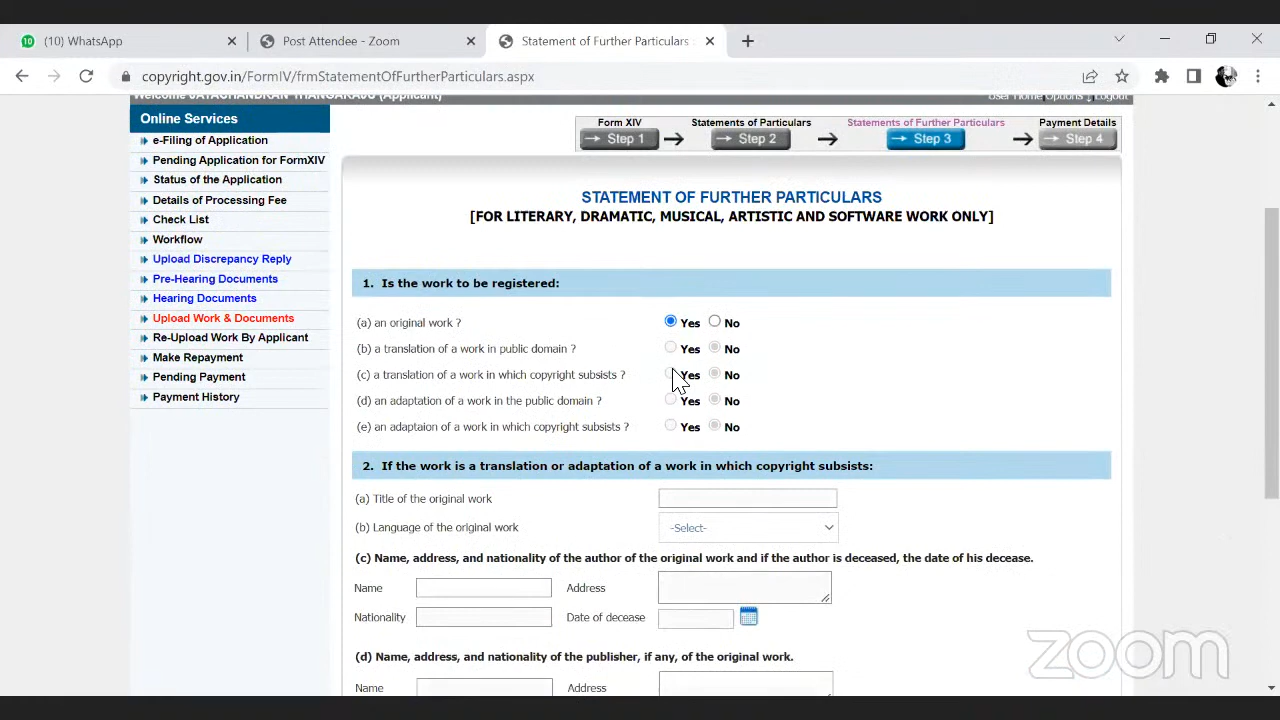 10 (10) WhatsApp
Post Attendee - Zoom
Statement of Further Particulars
copyright.gov.in/FormIV/frmStatementOfFurtherParticulars.aspx
Welcome JAYACHANDRAN THANGARAJU (Applicant)
User Home | Options | Logout
Online Services
e-Filing of Application
Pending Application for FormXIV
Status of the Application
Details of Processing Fee
Check List
Workflow
Upload Discrepancy Reply
Pre-Hearing Documents
Hearing Documents
Upload Work & Documents
Re-Upload Work By Applicant
Make Repayment
Pending Payment
Payment History
Form XIV Statements of Particulars Statements of Further Particulars Payment Details
Step 1 Step 2 Step 3 Step 4
STATEMENT OF FURTHER PARTICULARS
[FOR LITERARY, DRAMATIC, MUSICAL, ARTISTIC AND SOFTWARE WORK ONLY]
1. Is the work to be registered:
(a) an original work ? Yes No
(b) a translation of a work in public domain ? Yes No
(c) a translation of a work in which copyright subsists ? Yes No
(d) an adaptation of a work in the public domain ? Yes No
(e) an adaptaion of a work in which copyright subsists ? Yes No
2. If the work is a translation or adaptation of a work in which copyright subsists:
(a) Title of the original work
(b) Language of the original work -Select-
(c) Name, address, and nationality of the author of the original work and if the author is deceased, the date of his decease.
Name Address
Nationality Date of decease
(d) Name, address, and nationality of the publisher, if any, of the original work.
Name Address
zoom